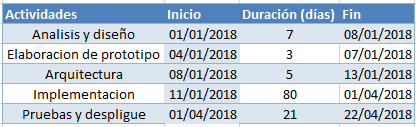 Actividades Inicio Duración (días) Fin
Analisis y diseño 01/01/2018 7 08/01/2018
Elaboracion de prototipo 04/01/2018 3 07/01/2018
Arquitectura 08/01/2018 5 13/01/2018
Implementacion 11/01/2018 80 01/04/2018
Pruebas y despligue 01/04/2018 21 22/04/2018